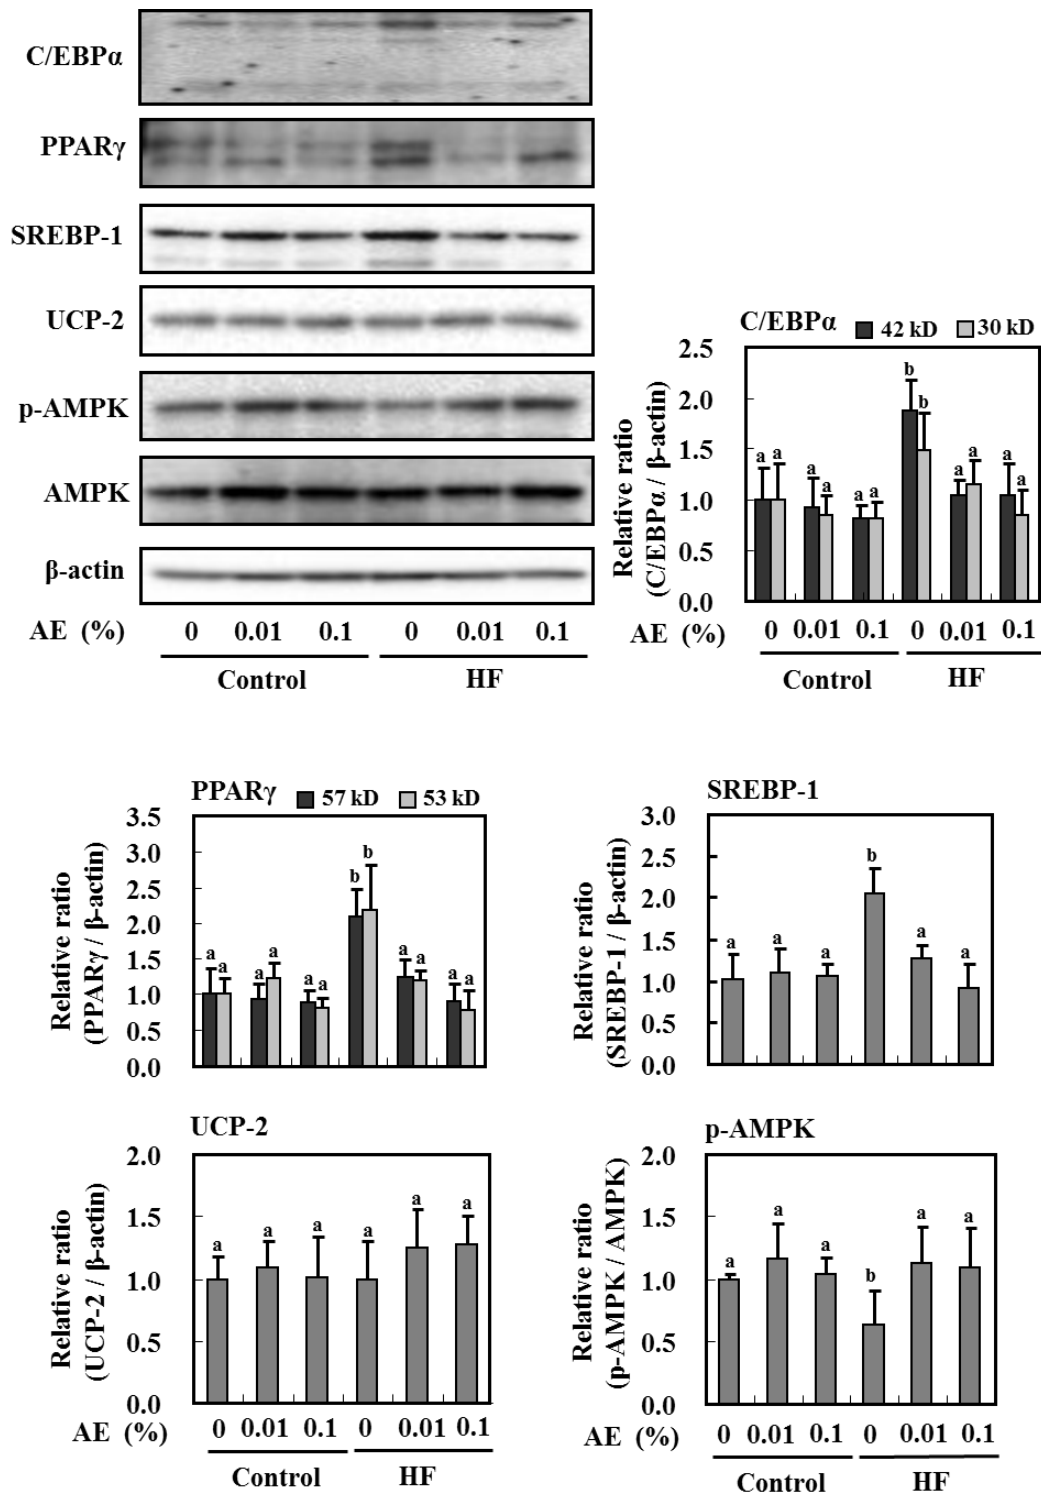 C/EBPα
PPARγ
SREBP-1
UCP-2
p-AMPK
AMPK
β-actin
AE (%) 0 0.01 0.1 0 0.01 0.1
Control HF
C/EBPα 42 kD 30 kD
Relative ratio
(C/EBPα / β-actin)
2.5
2.0
1.5
1.0
0.5
0.0
a a a a a a b b a a a a
AE (%) 0 0.01 0.1 0 0.01 0.1
Control HF
PPARγ 57 kD 53 kD
Relative ratio
(PPARγ / β-actin)
3.5
3.0
2.5
2.0
1.5
1.0
0.5
0.0
a a a a a a b b a a a a
SREBP-1
Relative ratio
(SREBP-1 / β-actin)
3.0
2.5
2.0
1.5
1.0
0.5
0.0
a a a b a a
UCP-2
Relative ratio
(UCP-2 / β-actin)
2.0
1.5
1.0
0.5
0.0
a a a a a a
AE (%) 0 0.01 0.1 0 0.01 0.1
Control HF
p-AMPK
Relative ratio
(p-AMPK / AMPK)
2.0
1.5
1.0
0.5
0.0
a a a b a a
AE (%) 0 0.01 0.1 0 0.01 0.1
Control HF